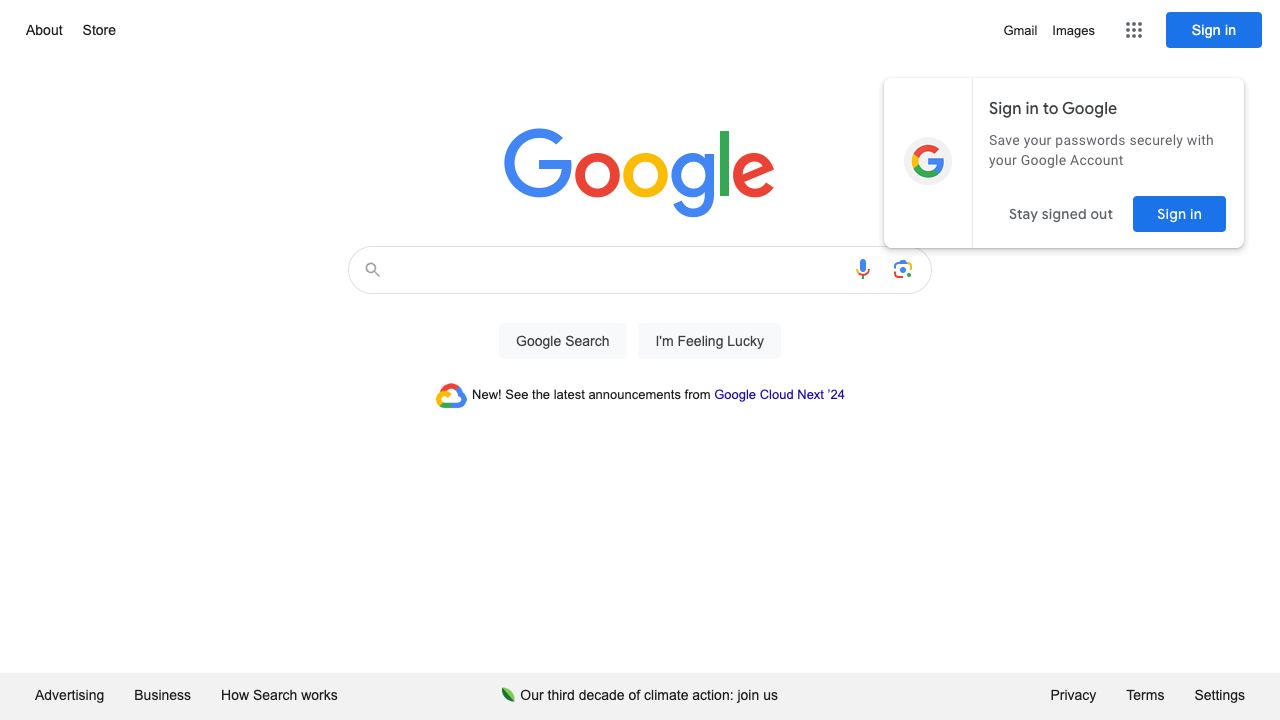 About Store Gmail Images Sign in
Google
Sign in to Google
Save your passwords securely with
your Google Account
Stay signed out Sign in
Google Search I'm Feeling Lucky
New! See the latest announcements from Google Cloud Next ’24
Advertising Business How Search works Our third decade of climate action: join us Privacy Terms Settings